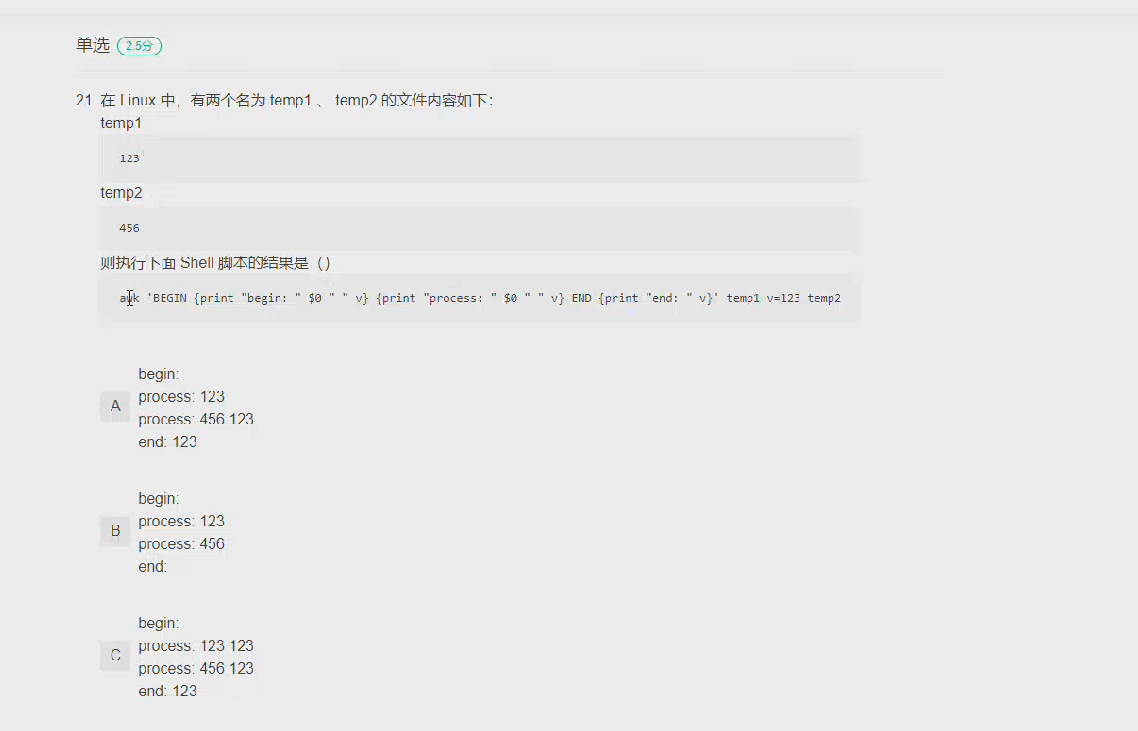 单选 2.5分
21 在 Linux 中，有两个名为 temp1 、 temp2 的文件内容如下：
temp1
123
temp2
456
则执行下面 Shell 脚本的结果是（）
awk 'BEGIN {print "begin: " $0 " " v} {print "process: " $0 " " v} END {print "end: " v}' temp1 v=123 temp2
A
begin:
process: 123
process: 456 123
end: 123
B
begin:
process: 123
process: 456
end:
C
begin:
process: 123 123
process: 456 123
end: 123